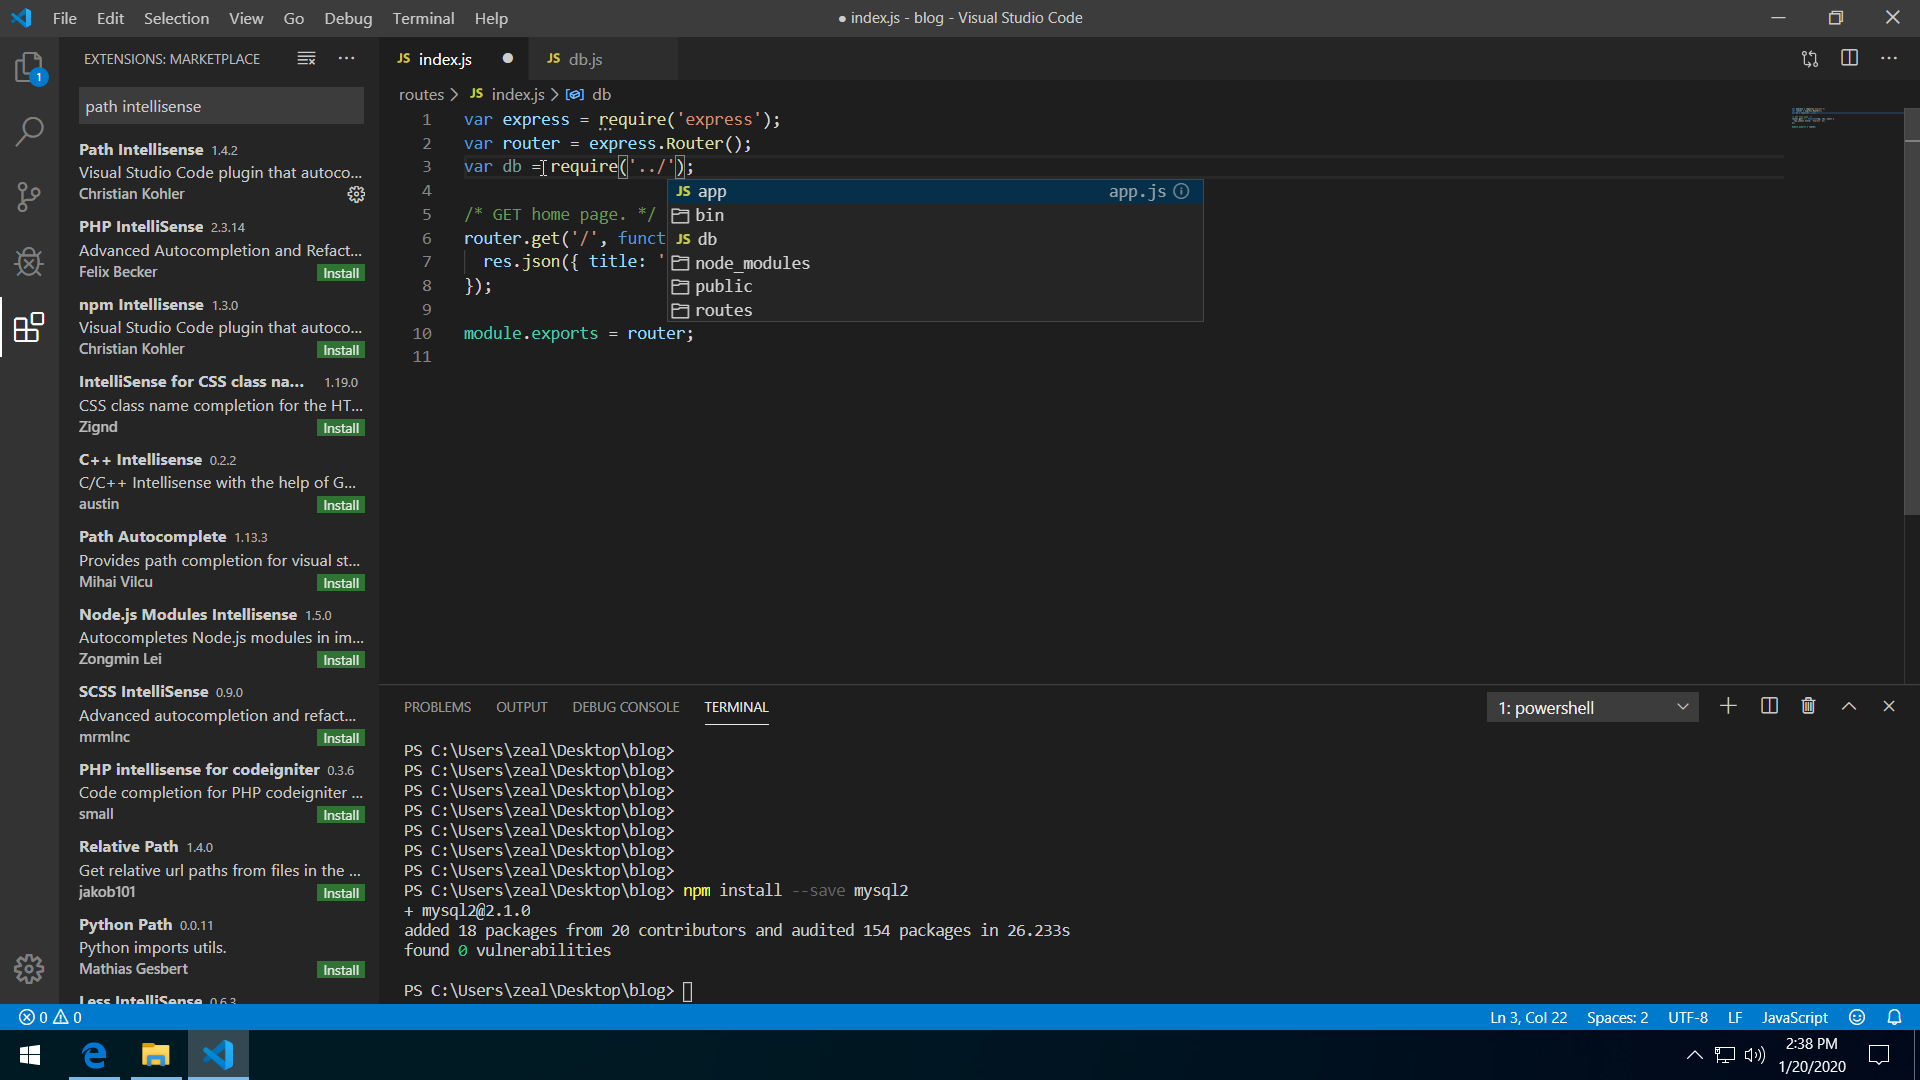 File Edit Selection View Go Debug Terminal Help
● index.js - blog - Visual Studio Code
EXTENSIONS: MARKETPLACE
path intellisense
Path Intellisense 1.4.2
Visual Studio Code plugin that autoco...
Christian Kohler
PHP IntelliSense 2.3.14
Advanced Autocompletion and Refact...
Felix Becker Install
npm Intellisense 1.3.0
Visual Studio Code plugin that autoco...
Christian Kohler Install
IntelliSense for CSS class na... 1.19.0
CSS class name completion for the HT...
Zignd Install
C++ Intellisense 0.2.2
C/C++ Intellisense with the help of G...
austin Install
Path Autocomplete 1.13.3
Provides path completion for visual st...
Mihai Vilcu Install
Node.js Modules Intellisense 1.5.0
Autocompletes Node.js modules in im...
Zongmin Lei Install
SCSS IntelliSense 0.9.0
Advanced autocompletion and refact...
mrmlnc Install
PHP intellisense for codeigniter 0.3.6
Code completion for PHP codeigniter ...
small Install
Relative Path 1.4.0
Get relative url paths from files in the ...
jakob101 Install
Python Path 0.0.11
Python imports utils.
Mathias Gesbert Install
Less IntelliSense 0.6.3
1
JS index.js ●
JS db.js
routes > JS index.js > db
1 var express = require('express');
2 var router = express.Router();
3 var db = require('../');
4
5 /* GET home page. */
6 router.get('/', funct
7 res.json({ title: '
8 });
9
10 module.exports = router;
11
JS app app.js
bin
JS db
node_modules
public
routes
PROBLEMS OUTPUT DEBUG CONSOLE TERMINAL
1: powershell
PS C:\Users\zeal\Desktop\blog>
PS C:\Users\zeal\Desktop\blog>
PS C:\Users\zeal\Desktop\blog>
PS C:\Users\zeal\Desktop\blog>
PS C:\Users\zeal\Desktop\blog>
PS C:\Users\zeal\Desktop\blog>
PS C:\Users\zeal\Desktop\blog>
PS C:\Users\zeal\Desktop\blog> npm install --save mysql2
+ mysql2@2.1.0
added 18 packages from 20 contributors and audited 154 packages in 26.233s
found 0 vulnerabilities
PS C:\Users\zeal\Desktop\blog>
0 0
Ln 3, Col 22 Spaces: 2 UTF-8 LF JavaScript
2:38 PM
1/20/2020